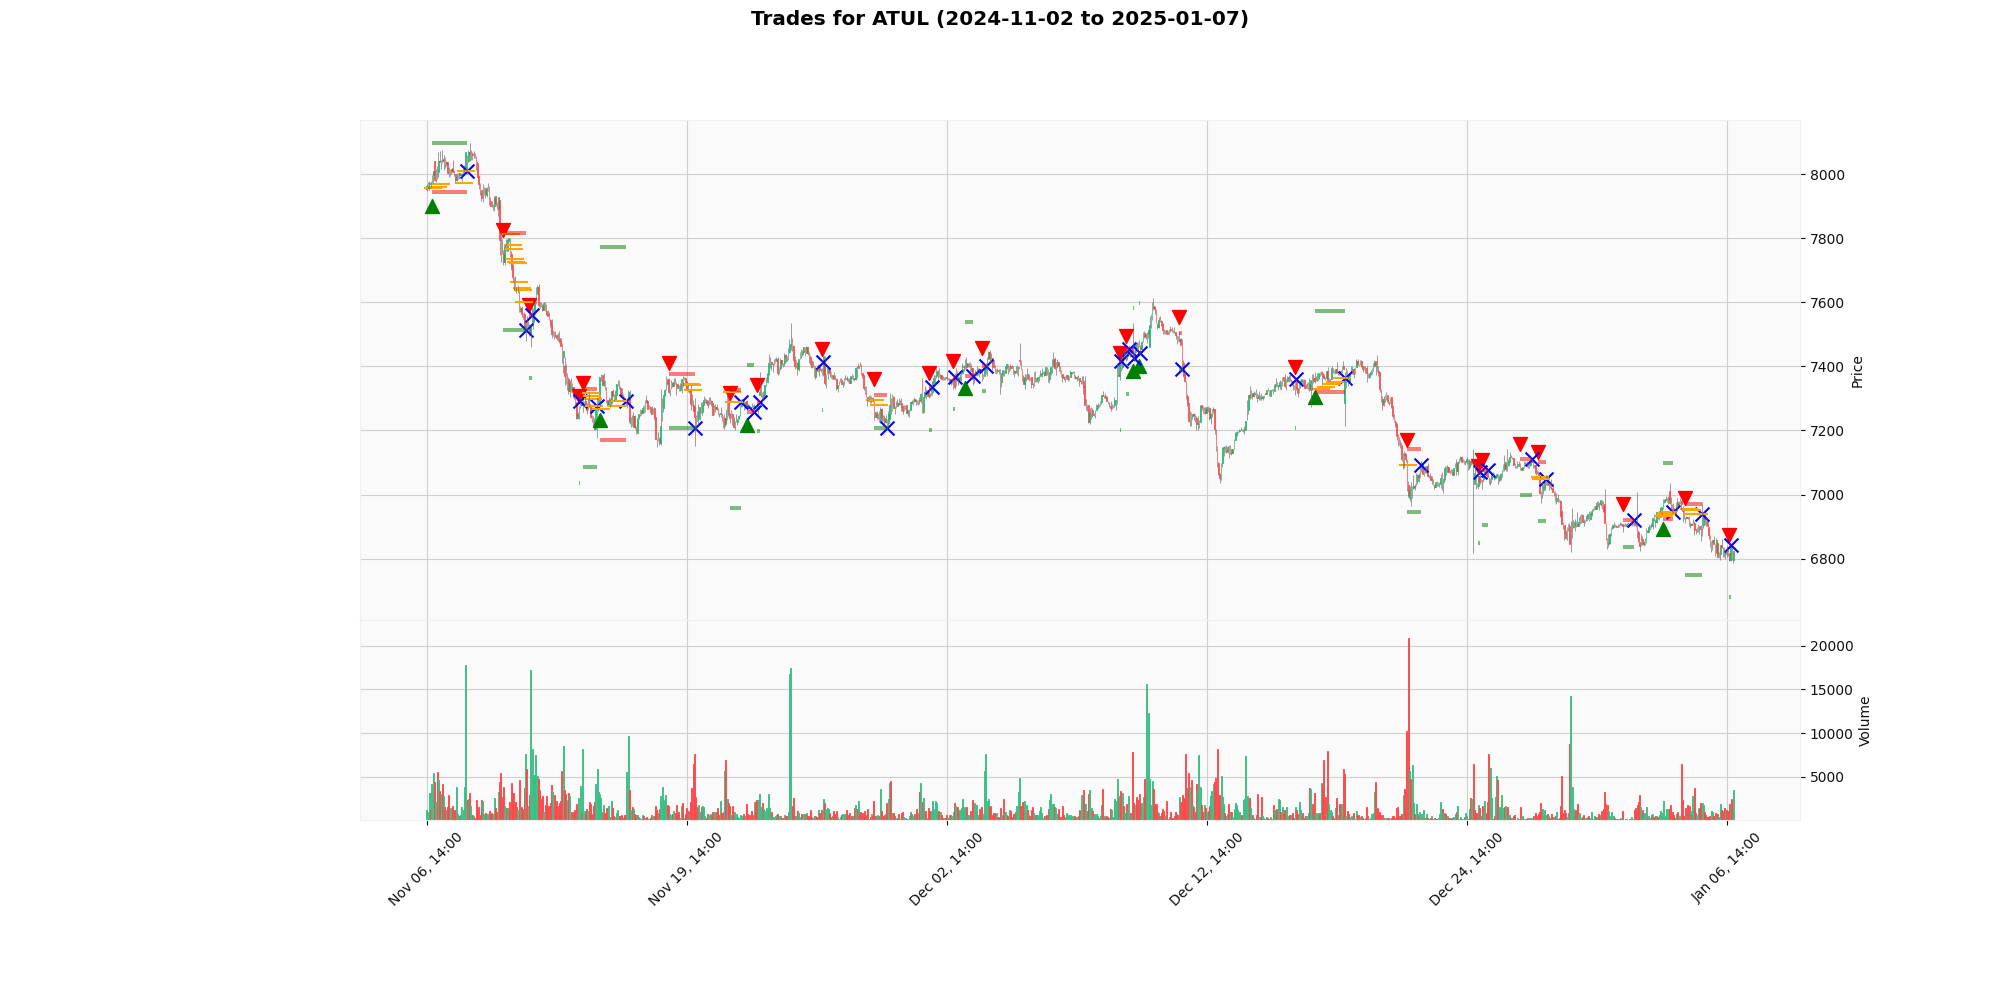 Trades for ATUL (2024-11-02 to 2025-01-07)
8000
7800
7600
7400
7200
7000
6800
Price
20000
15000
10000
5000
Volume
Nov 06, 14:00
Nov 19, 14:00
Dec 02, 14:00
Dec 12, 14:00
Dec 24, 14:00
Jan 06, 14:00